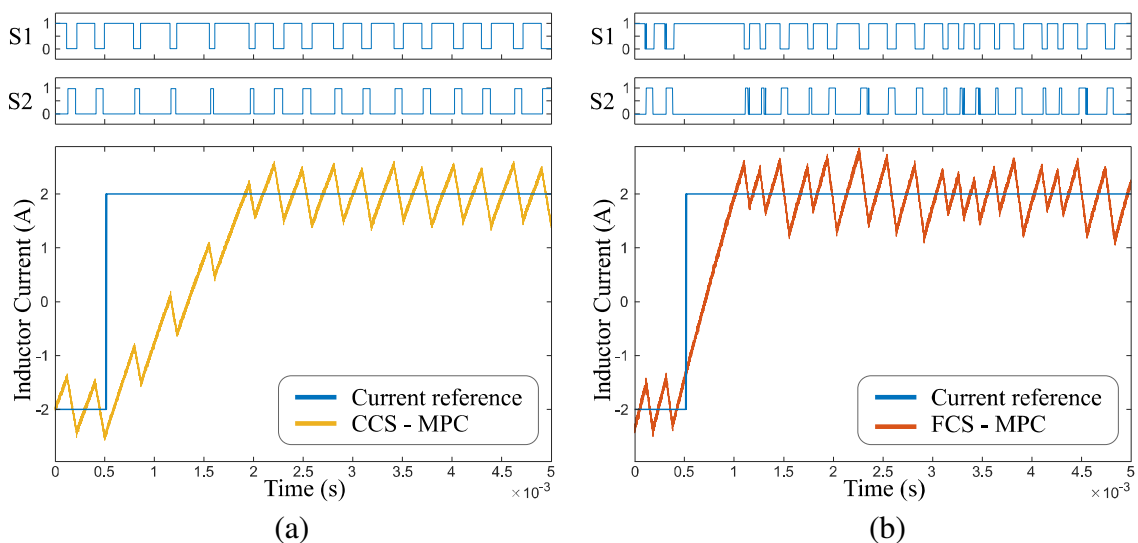 S1
1
0
S2
1
0
Inductor Current (A)
2
1
0
-1
-2
Current reference
CCS - MPC
0 0.5 1 1.5 2 2.5 3 3.5 4 4.5 5
Time (s)
×10⁻³
(a)
S1
1
0
S2
1
0
Inductor Current (A)
2
1
0
-1
-2
Current reference
FCS - MPC
0 0.5 1 1.5 2 2.5 3 3.5 4 4.5 5
Time (s)
×10⁻³
(b)